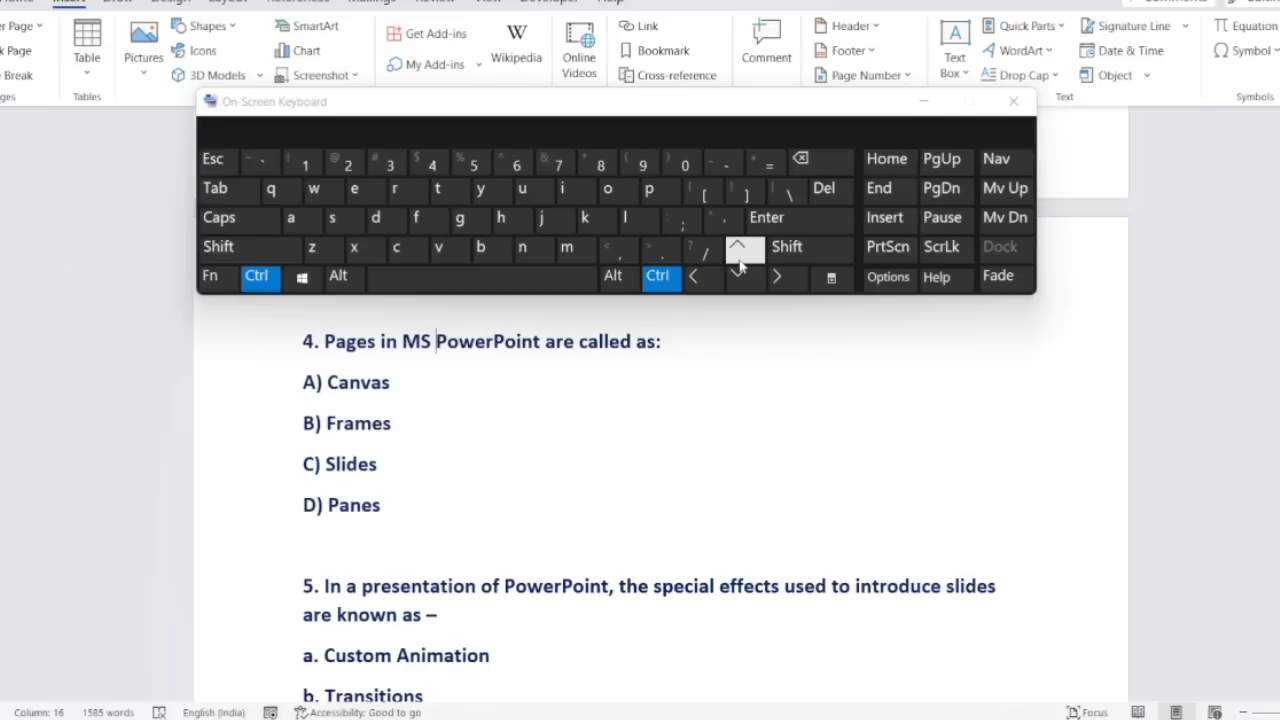 Insert
er Page Shapes SmartArt Get Add-ins Link Header Quick Parts Signature Line Equation
k Page Table Pictures Icons Chart My Add-ins Wikipedia Online Videos Bookmark Comment Footer Text Box WordArt Date & Time Symbol
Break 3D Models Screenshot Cross-reference Page Number Drop Cap Object
ges Tables Text Symbols
On-Screen Keyboard
Esc ~ ` ! 1 @ 2 # 3 $ 4 % 5 ^ 6 & 7 * 8 ( 9 ) 0 - + = Home PgUp Nav
Tab q w e r t y u i o p { [ } ] | \ Del End PgDn Mv Up
Caps a s d f g h j k l : ; " ' Enter Insert Pause Mv Dn
Shift z x c v b n m < , > . ? / ^ Shift PrtScn ScrLk Dock
Fn Ctrl Alt Alt Ctrl < > Options Help Fade
4. Pages in MS PowerPoint are called as:
A) Canvas
B) Frames
C) Slides
D) Panes
5. In a presentation of PowerPoint, the special effects used to introduce slides
are known as –
a. Custom Animation
b. Transitions
Column: 16 1585 words English (India) Accessibility: Good to go Focus